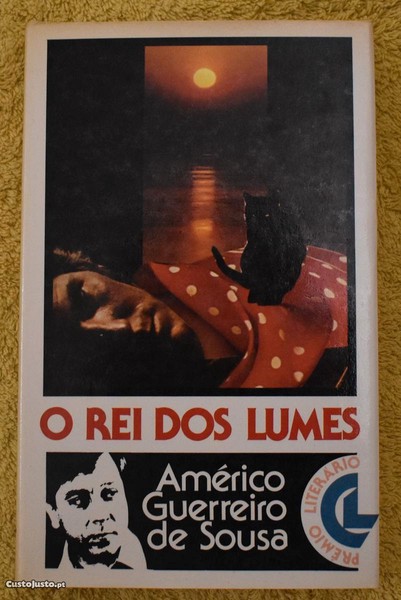 O REI DOS LUMES
Américo
Guerreiro
de Sousa
PRÉMIO LITERÁRIO
CL
CustoJusto.pt